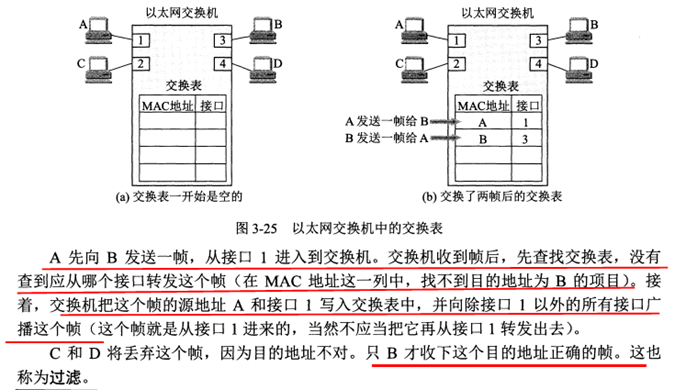 以太网交换机
以太网交换机
A
1
3
B
C
2
4
D
交换表
MAC地址 接口
(a) 交换表一开始是空的
A
1
3
B
C
2
4
D
交换表
MAC地址 接口
A 发送一帧给 B
A 1
B 发送一帧给 A
B 3
(b) 交换了两帧后的交换表
图 3-25 以太网交换机中的交换表
A 先向 B 发送一帧，从接口 1 进入到交换机。交换机收到帧后，先查找交换表，没有
查到应从哪个接口转发这个帧（在 MAC 地址这一列中，找不到目的地址为 B 的项目）。接
着，交换机把这个帧的源地址 A 和接口 1 写入交换表中，并向除接口 1 以外的所有接口广
播这个帧（这个帧就是从接口 1 进来的，当然不应当把它再从接口 1 转发出去）。
C 和 D 将丢弃这个帧，因为目的地址不对。只 B 才收下这个目的地址正确的帧。这也
称为过滤。